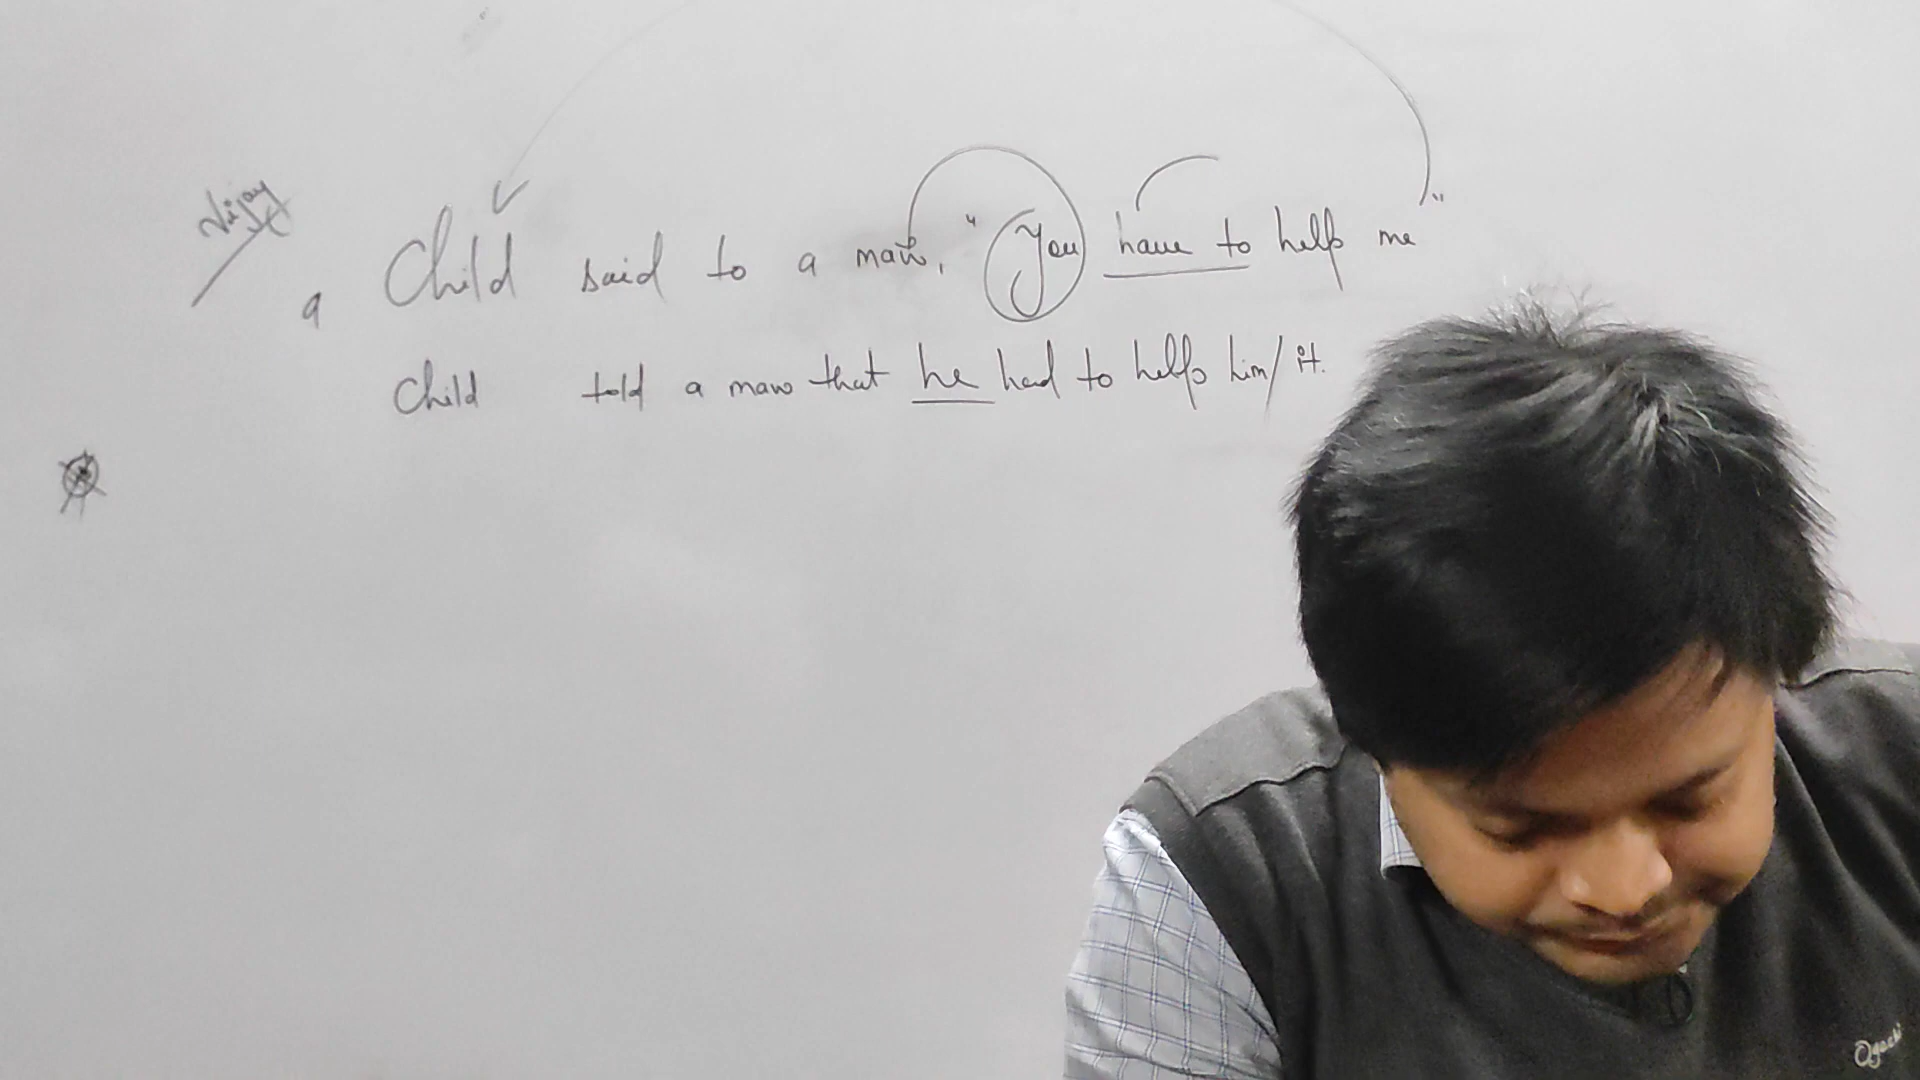 Vijay
a Child said to a man, "You have to help me"
Child told a man that he had to help him/it.